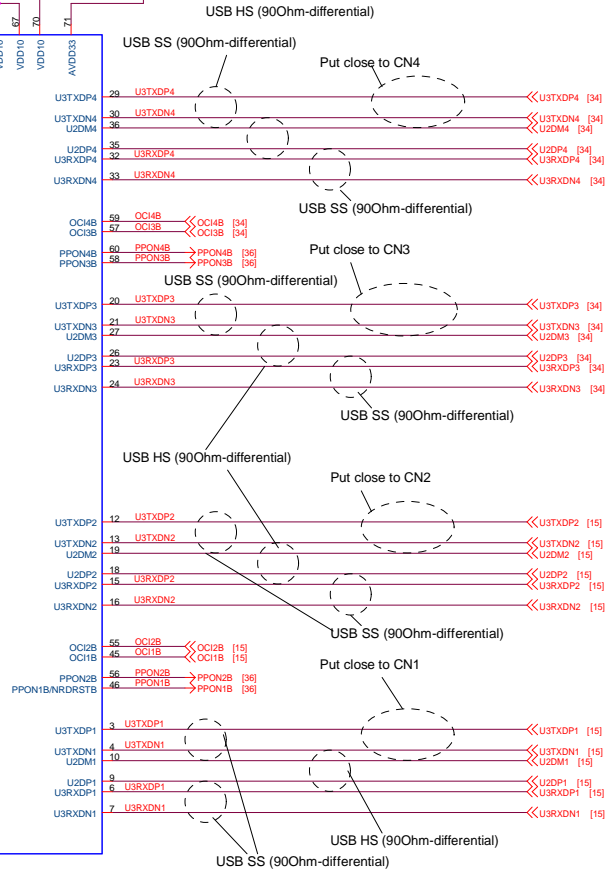 USB HS (90Ohm-differential)
67
70
71
VDD10
VDD10
VDD10
AVDD33
USB SS (90Ohm-differential)
Put close to CN4
U3TXDP4 29 U3TXDP4 U3TXDP4 [34]
U3TXDN4 30 U3TXDN4 U3TXDN4 [34]
U2DM4 36 U2DM4 [34]
U2DP4 35 U2DP4 [34]
U3RXDP4 32 U3RXDP4 U3RXDP4 [34]
U3RXDN4 33 U3RXDN4 U3RXDN4 [34]
USB SS (90Ohm-differential)
OCI4B 59 OCI4B OCI4B [34]
OCI3B 57 OCI3B OCI3B [34]
PPON4B 60 PPON4B PPON4B [36]
PPON3B 58 PPON3B PPON3B [36]
Put close to CN3
USB SS (90Ohm-differential)
U3TXDP3 20 U3TXDP3 U3TXDP3 [34]
U3TXDN3 21 U3TXDN3 U3TXDN3 [34]
U2DM3 27 U2DM3 [34]
U2DP3 26 U2DP3 [34]
U3RXDP3 23 U3RXDP3 U3RXDP3 [34]
U3RXDN3 24 U3RXDN3 U3RXDN3 [34]
USB SS (90Ohm-differential)
USB HS (90Ohm-differential)
Put close to CN2
U3TXDP2 12 U3TXDP2 U3TXDP2 [15]
U3TXDN2 13 U3TXDN2 U3TXDN2 [15]
U2DM2 19 U2DM2 [15]
U2DP2 18 U2DP2 [15]
U3RXDP2 15 U3RXDP2 U3RXDP2 [15]
U3RXDN2 16 U3RXDN2 U3RXDN2 [15]
USB SS (90Ohm-differential)
OCI2B 55 OCI2B OCI2B [15]
OCI1B 45 OCI1B OCI1B [15]
Put close to CN1
PPON2B 56 PPON2B PPON2B [36]
PPON1B/NRDRSTB 46 PPON1B PPON1B [36]
U3TXDP1 3 U3TXDP1 U3TXDP1 [15]
U3TXDN1 4 U3TXDN1 U3TXDN1 [15]
U2DM1 10 U2DM1 [15]
U2DP1 9 U2DP1 [15]
U3RXDP1 6 U3RXDP1 U3RXDP1 [15]
U3RXDN1 7 U3RXDN1 U3RXDN1 [15]
USB HS (90Ohm-differential)
USB SS (90Ohm-differential)